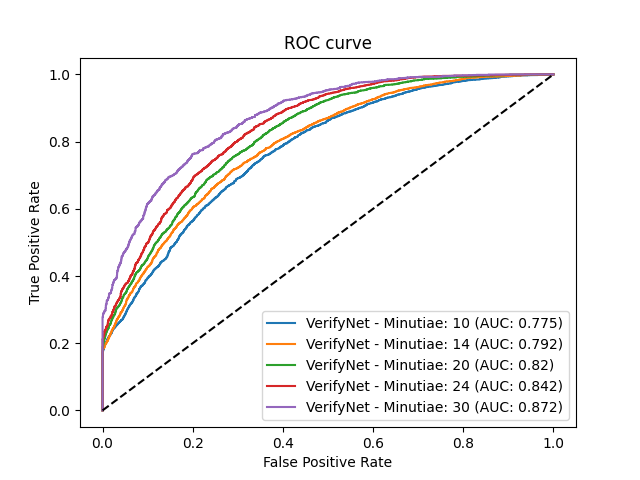 ROC curve
True Positive Rate
1.0
0.8
0.6
0.4
0.2
0.0
VerifyNet - Minutiae: 10 (AUC: 0.775)
VerifyNet - Minutiae: 14 (AUC: 0.792)
VerifyNet - Minutiae: 20 (AUC: 0.82)
VerifyNet - Minutiae: 24 (AUC: 0.842)
VerifyNet - Minutiae: 30 (AUC: 0.872)
0.0 0.2 0.4 0.6 0.8 1.0
False Positive Rate